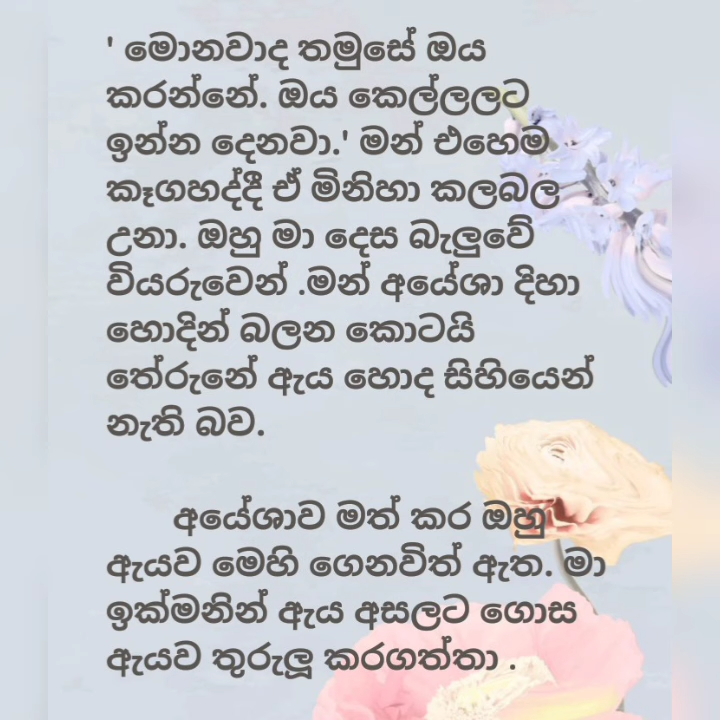 ' මොනවාද තමුසේ ඔය
කරන්නේ. ඔය කෙල්ලලට
ඉන්න දෙනවා.' මන් එහෙම
කෑගහද්දී ඒ මිනිහා කලබල
උනා. ඔහු මා දෙස බැලුවේ
වියරුවෙන් .මන් අයේශා දිහා
හොදින් බලන කොටයි
තේරුනේ ඇය හොද සිහියෙන්
නැති බව.
අයේශාව මත් කර ඔහු
ඇයව මෙහි ගෙනවිත් ඇත. මා
ඉක්මනින් ඇය අසලට ගොස
ඇයව තුරුලූ කරගත්තා .